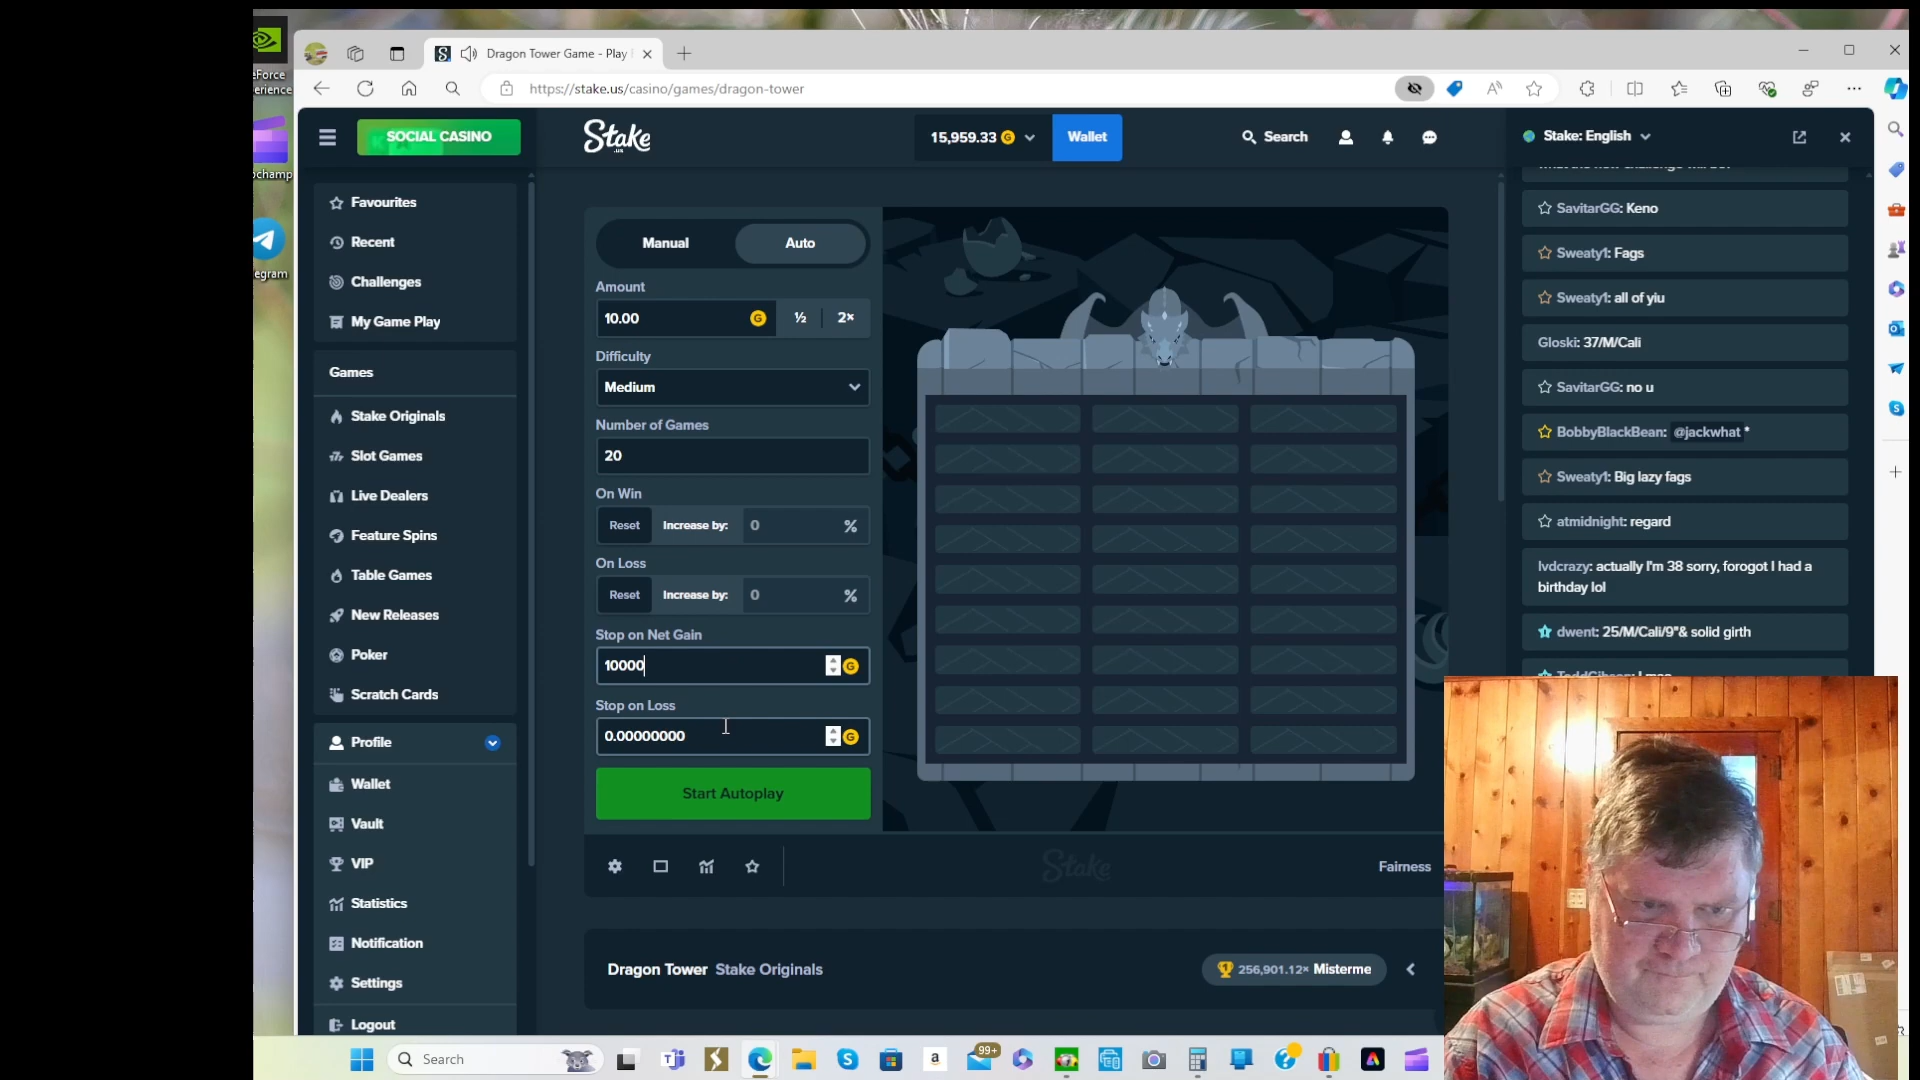 Dragon Tower Game - Play
https://stake.us/casino/games/dragon-tower
SOCIAL CASINO
Stake
US
15,959.33
Wallet
Search
Stake: English
Favourites
Recent
Challenges
My Game Play
Games
Stake Originals
Slot Games
Live Dealers
Feature Spins
Table Games
New Releases
Poker
Scratch Cards
Profile
Wallet
Vault
VIP
Statistics
Notification
Settings
Logout
Manual
Auto
Amount
10.00
½
2×
Difficulty
Medium
Number of Games
20
On Win
Reset
Increase by:
0
%
On Loss
Reset
Increase by:
0
%
Stop on Net Gain
10000
Stop on Loss
0.00000000
Start Autoplay
Stake
Fairness
Dragon Tower Stake Originals
256,901.12× Misterme
SavitarGG: Keno
Sweaty1: Fags
Sweaty1: all of yiu
Gloski: 37/M/Cali
SavitarGG: no u
BobbyBlackBean: @jackwhat *
Sweaty1: Big lazy fags
atmidnight: regard
lvdcrazy: actually I'm 38 sorry, forogot I had a
birthday lol
dwent: 25/M/Cali/9"& solid girth
Search
99+